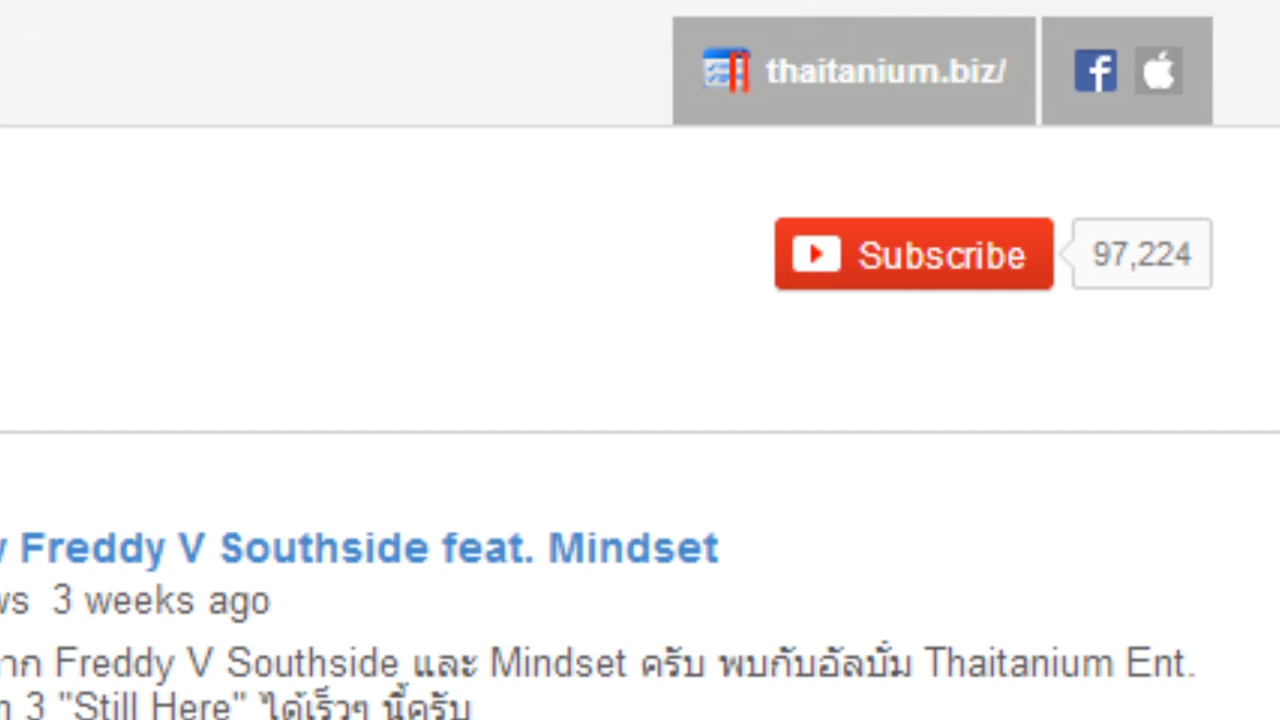 thaitanium.biz/
Subscribe 97,224
Freddy V Southside feat. Mindset
3 weeks ago
Freddy V Southside และ Mindset ครับ พบกับอัลบั่ม Thaitanium Ent.
3 "Still Here" ได้เร็วๆ นี้ครับ